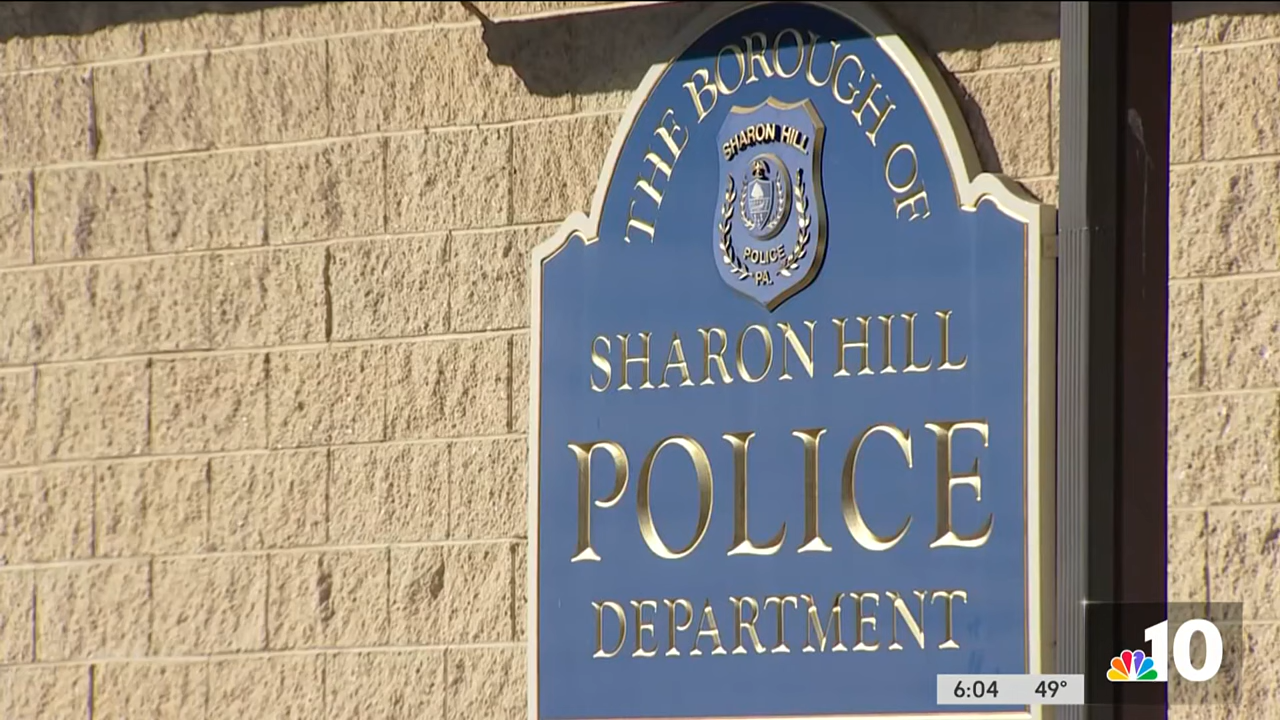 THE BOROUGH OF
SHARON HILL
POLICE
PA.
SHARON HILL
POLICE
DEPARTMENT
10
6:04 49°